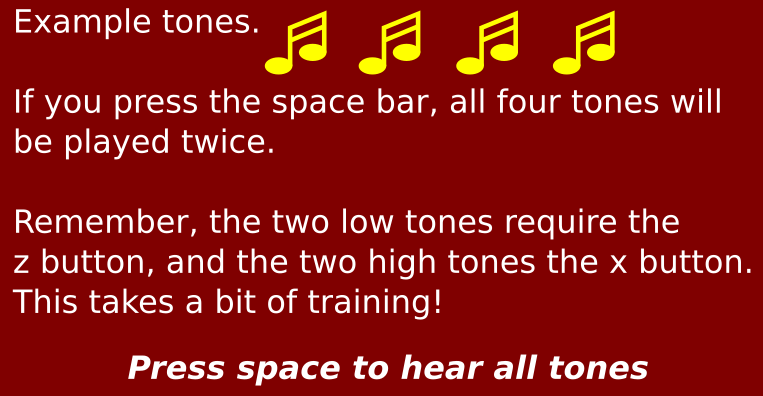 Example tones.
If you press the space bar, all four tones will
be played twice.
Remember, the two low tones require the
z button, and the two high tones the x button.
This takes a bit of training!
Press space to hear all tones